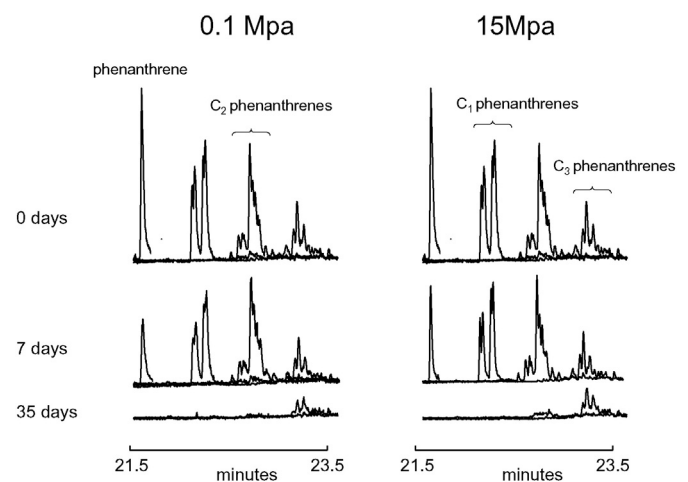 0.1 Mpa
15Mpa
phenanthrene
C₂ phenanthrenes
C₁ phenanthrenes
C₃ phenanthrenes
0 days
7 days
35 days
21.5
23.5
minutes
21.5
23.5
minutes